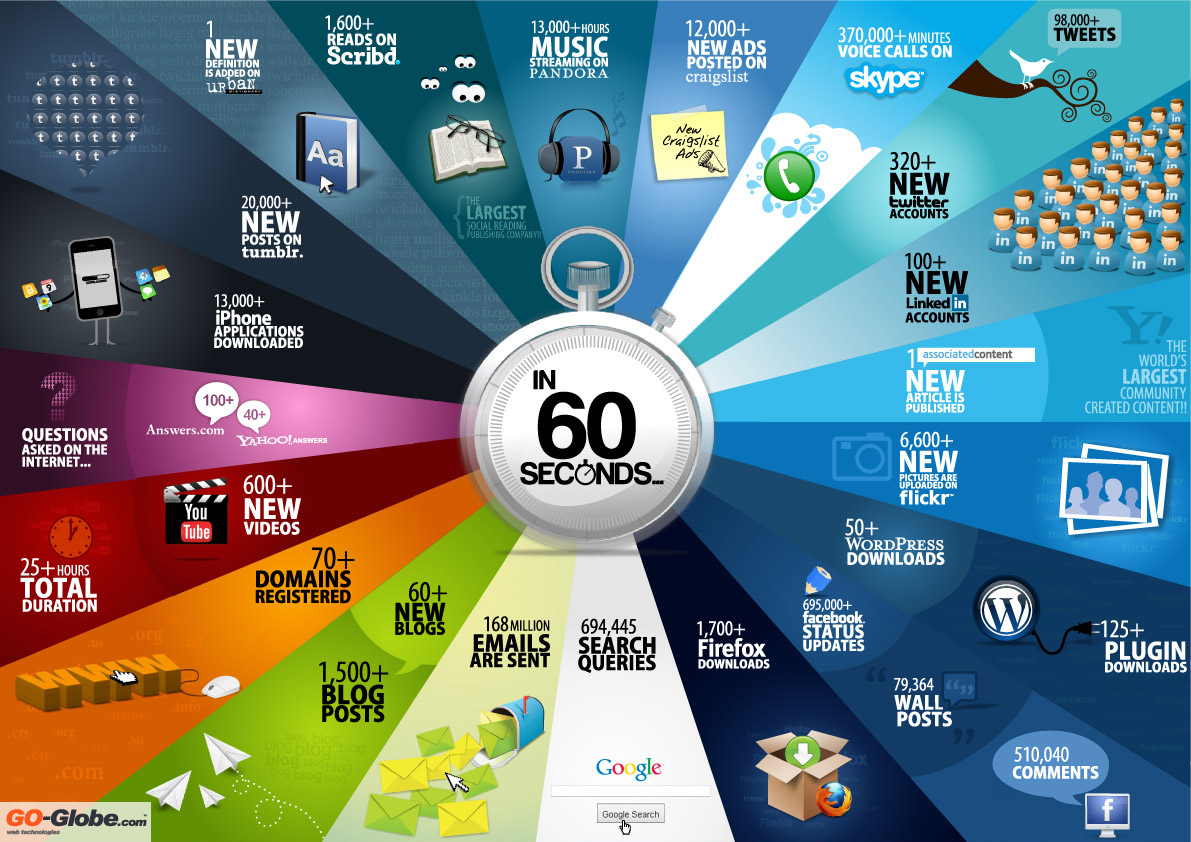 1
NEW
DEFINITION
IS ADDED ON
URBAN
DICTIONARY
Aa
1,600+
READS ON
Scribd.
{THE
LARGEST
SOCIAL READING
PUBLISHING COMPANY!!
13,000+ HOURS
MUSIC
STREAMING ON
PANDORA
P
PANDORA
12,000+
NEW ADS
POSTED ON
craigslist
New
Craigslist
Ads
370,000+ MINUTES
VOICE CALLS ON
skype™
98,000+
TWEETS
320+
NEW
twitter
ACCOUNTS
100+
NEW
Linked in
ACCOUNTS
1
associatedcontent
NEW
ARTICLE IS
PUBLISHED
Y!
THE
WORLD'S
LARGEST
COMMUNITY
CREATED CONTENT!!
6,600+
NEW
PICTURES ARE
UPLOADED ON
flickr™
50+
WORDPRESS
DOWNLOADS
125+
PLUGIN
DOWNLOADS
695,000+
facebook
STATUS
UPDATES
79,364
WALL
POSTS
510,040
COMMENTS
f
1,700+
Firefox
DOWNLOADS
694,445
SEARCH
QUERIES
Google
Google Search
168 MILLION
EMAILS
ARE SENT
60+
NEW
BLOGS
1,500+
BLOG
POSTS
blog
70+
DOMAINS
REGISTERED
WWW
.org
.info
.com
600+
NEW
VIDEOS
You
Tube
25+ HOURS
TOTAL
DURATION
100+
Answers.com
40+
YAHOO! ANSWERS
?
QUESTIONS
ASKED ON THE
INTERNET...
13,000+
iPhone
APPLICATIONS
DOWNLOADED
20,000+
NEW
POSTS ON
tumblr.
IN
60
SECONDS...
GO-Globe.com™
web technologies